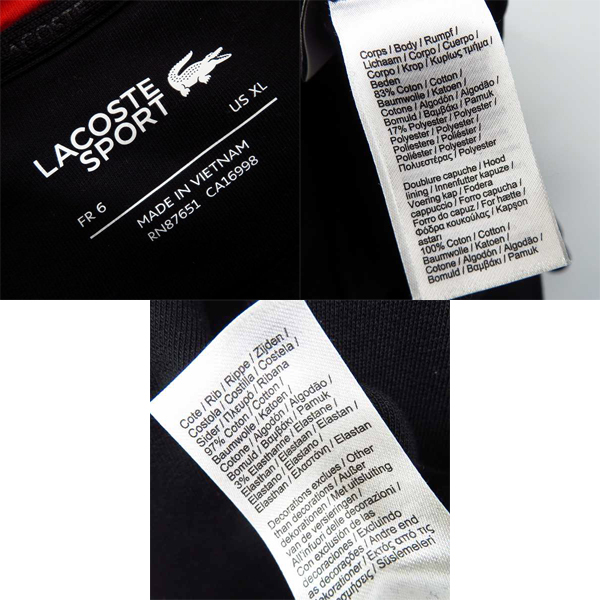 LACOSTE
LACOSTE
SPORT
FR 6
US XL
MADE IN VIETNAM
RN87651 CA16998
Corps / Body / Rumpf /
Lichaam / Corpo / Cuerpo /
Corpo / Krop / Κυρίως τμήμα /
Beden
83% Coton / Cotton /
Baumwolle / Katoen /
Cotone / Algodón / Algodão /
Bomuld / Βαμβάκι / Pamuk
17% Polyester / Polyester /
Polyester / Polyester /
Poliestere / Poliéster /
Poliéster / Polyester /
Πολυεστέρας / Polyester
Doublure capuche / Hood
lining / Innenfutter kapuze /
Voering kap / Fodera
cappuccio / Forro capucha /
Forro do capuz / For hætte /
φόδρα κουκούλας / Kapşon
astarı
100% Coton / Cotton /
Baumwolle / Katoen /
Cotone / Algodón / Algodão /
Bomuld / Βαμβάκι / Pamuk
Cote / Rib / Rippe / Zijden /
Costola / Costilla / Costela /
Sider / Πλευρό / Ribana
97% Coton / Cotton /
Baumwolle / Katoen /
Cotone / Algodón / Algodão /
Bomuld / Βαμβάκι / Pamuk
3% Elasthanne / Elastane /
Elasthan / Elastaan / Elastan /
Elastano / Elastano /
Elasthan / Ελαστάνη / Elastan
Decorations exclues / Other
than decorations / Außer
dekorationen / Met uitsluiting
van de versieringen /
All'infuori delle decorazioni /
Con exclusión de las
decoraciones / Excluindo
as decorações / Andre end
/ Εκτός από τις
/ Süslemeleri